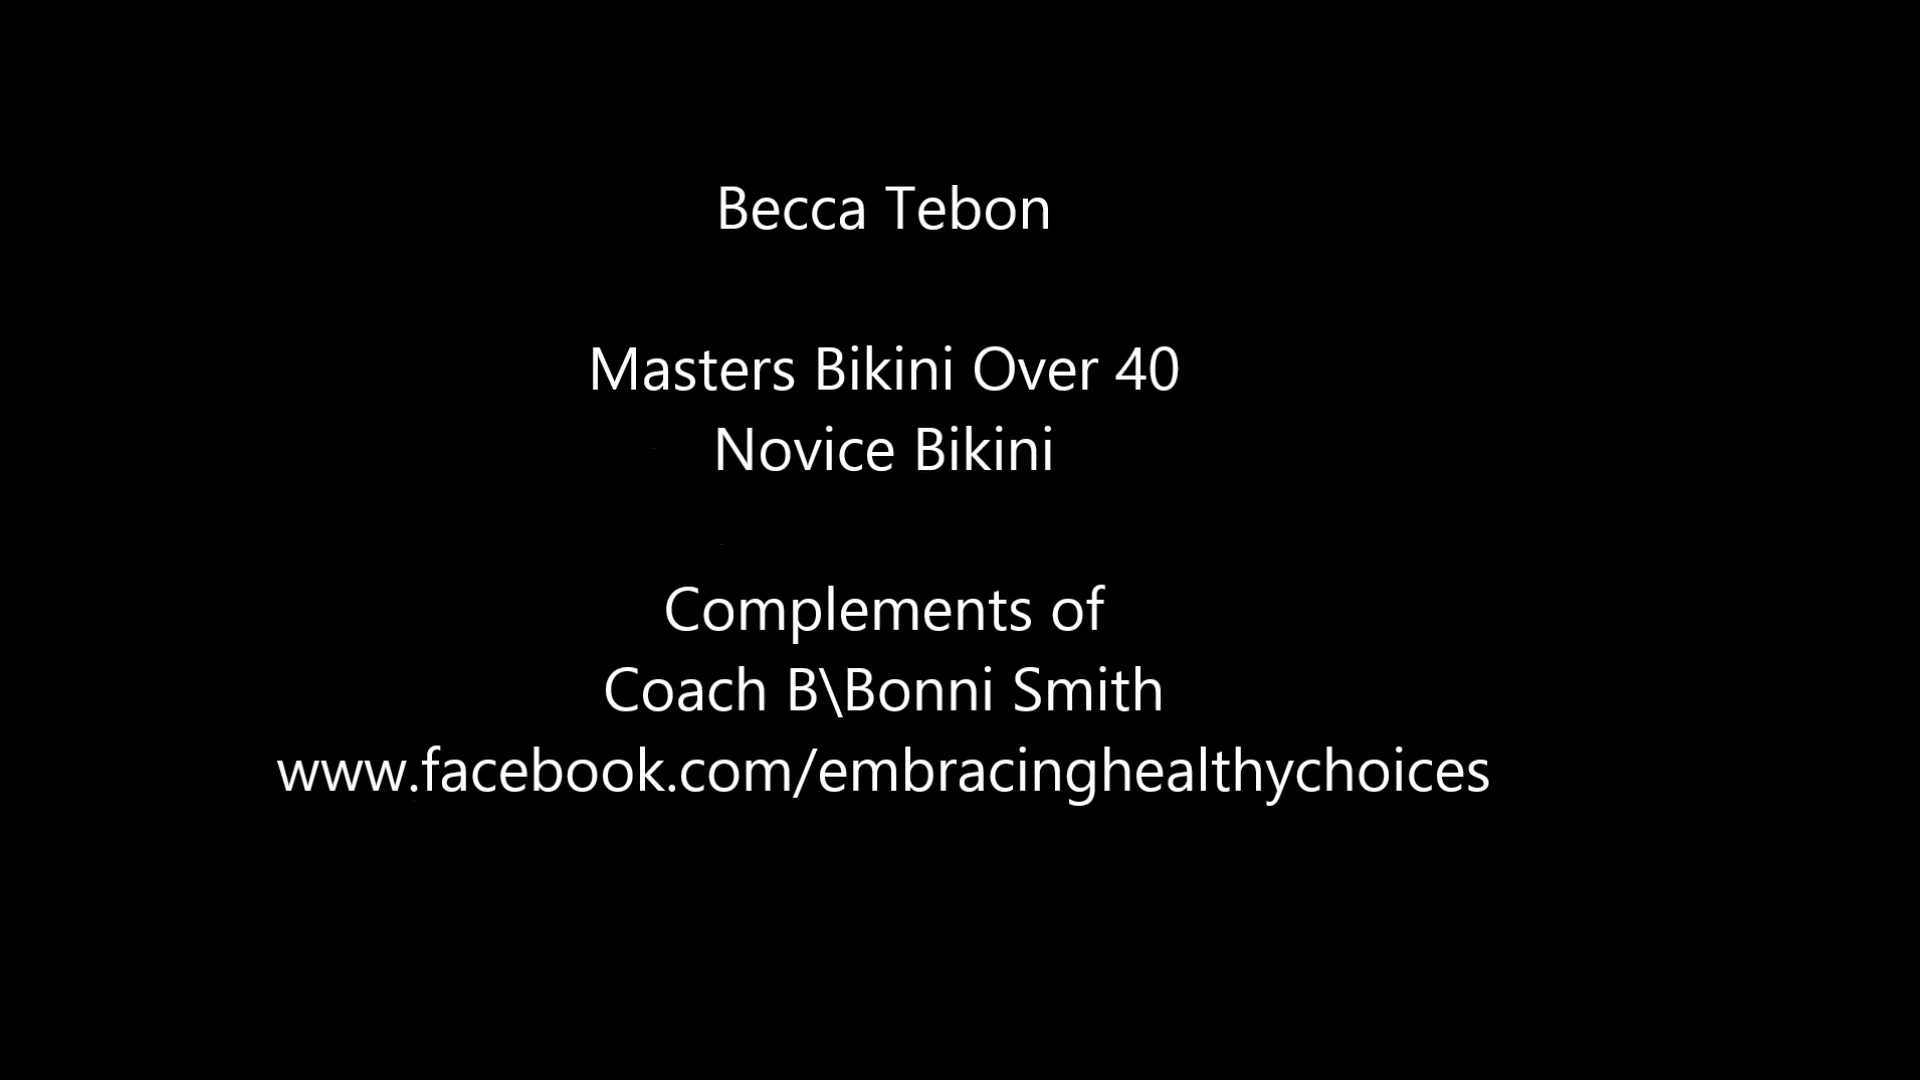 Becca Tebon
Masters Bikini Over 40
Novice Bikini
Complements of
Coach B\Bonni Smith
www.facebook.com/embracinghealthychoices